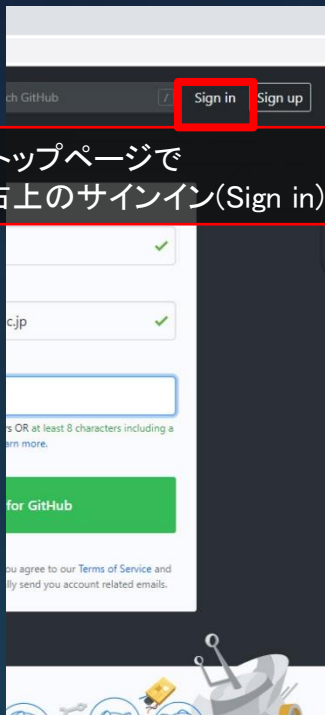 ch GitHub
/
Sign in
Sign up
トップページで
右上のサインイン(Sign in)
c.jp
s OR at least 8 characters including a
arn more.
for GitHub
ou agree to our Terms of Service and
lly send you account related emails.